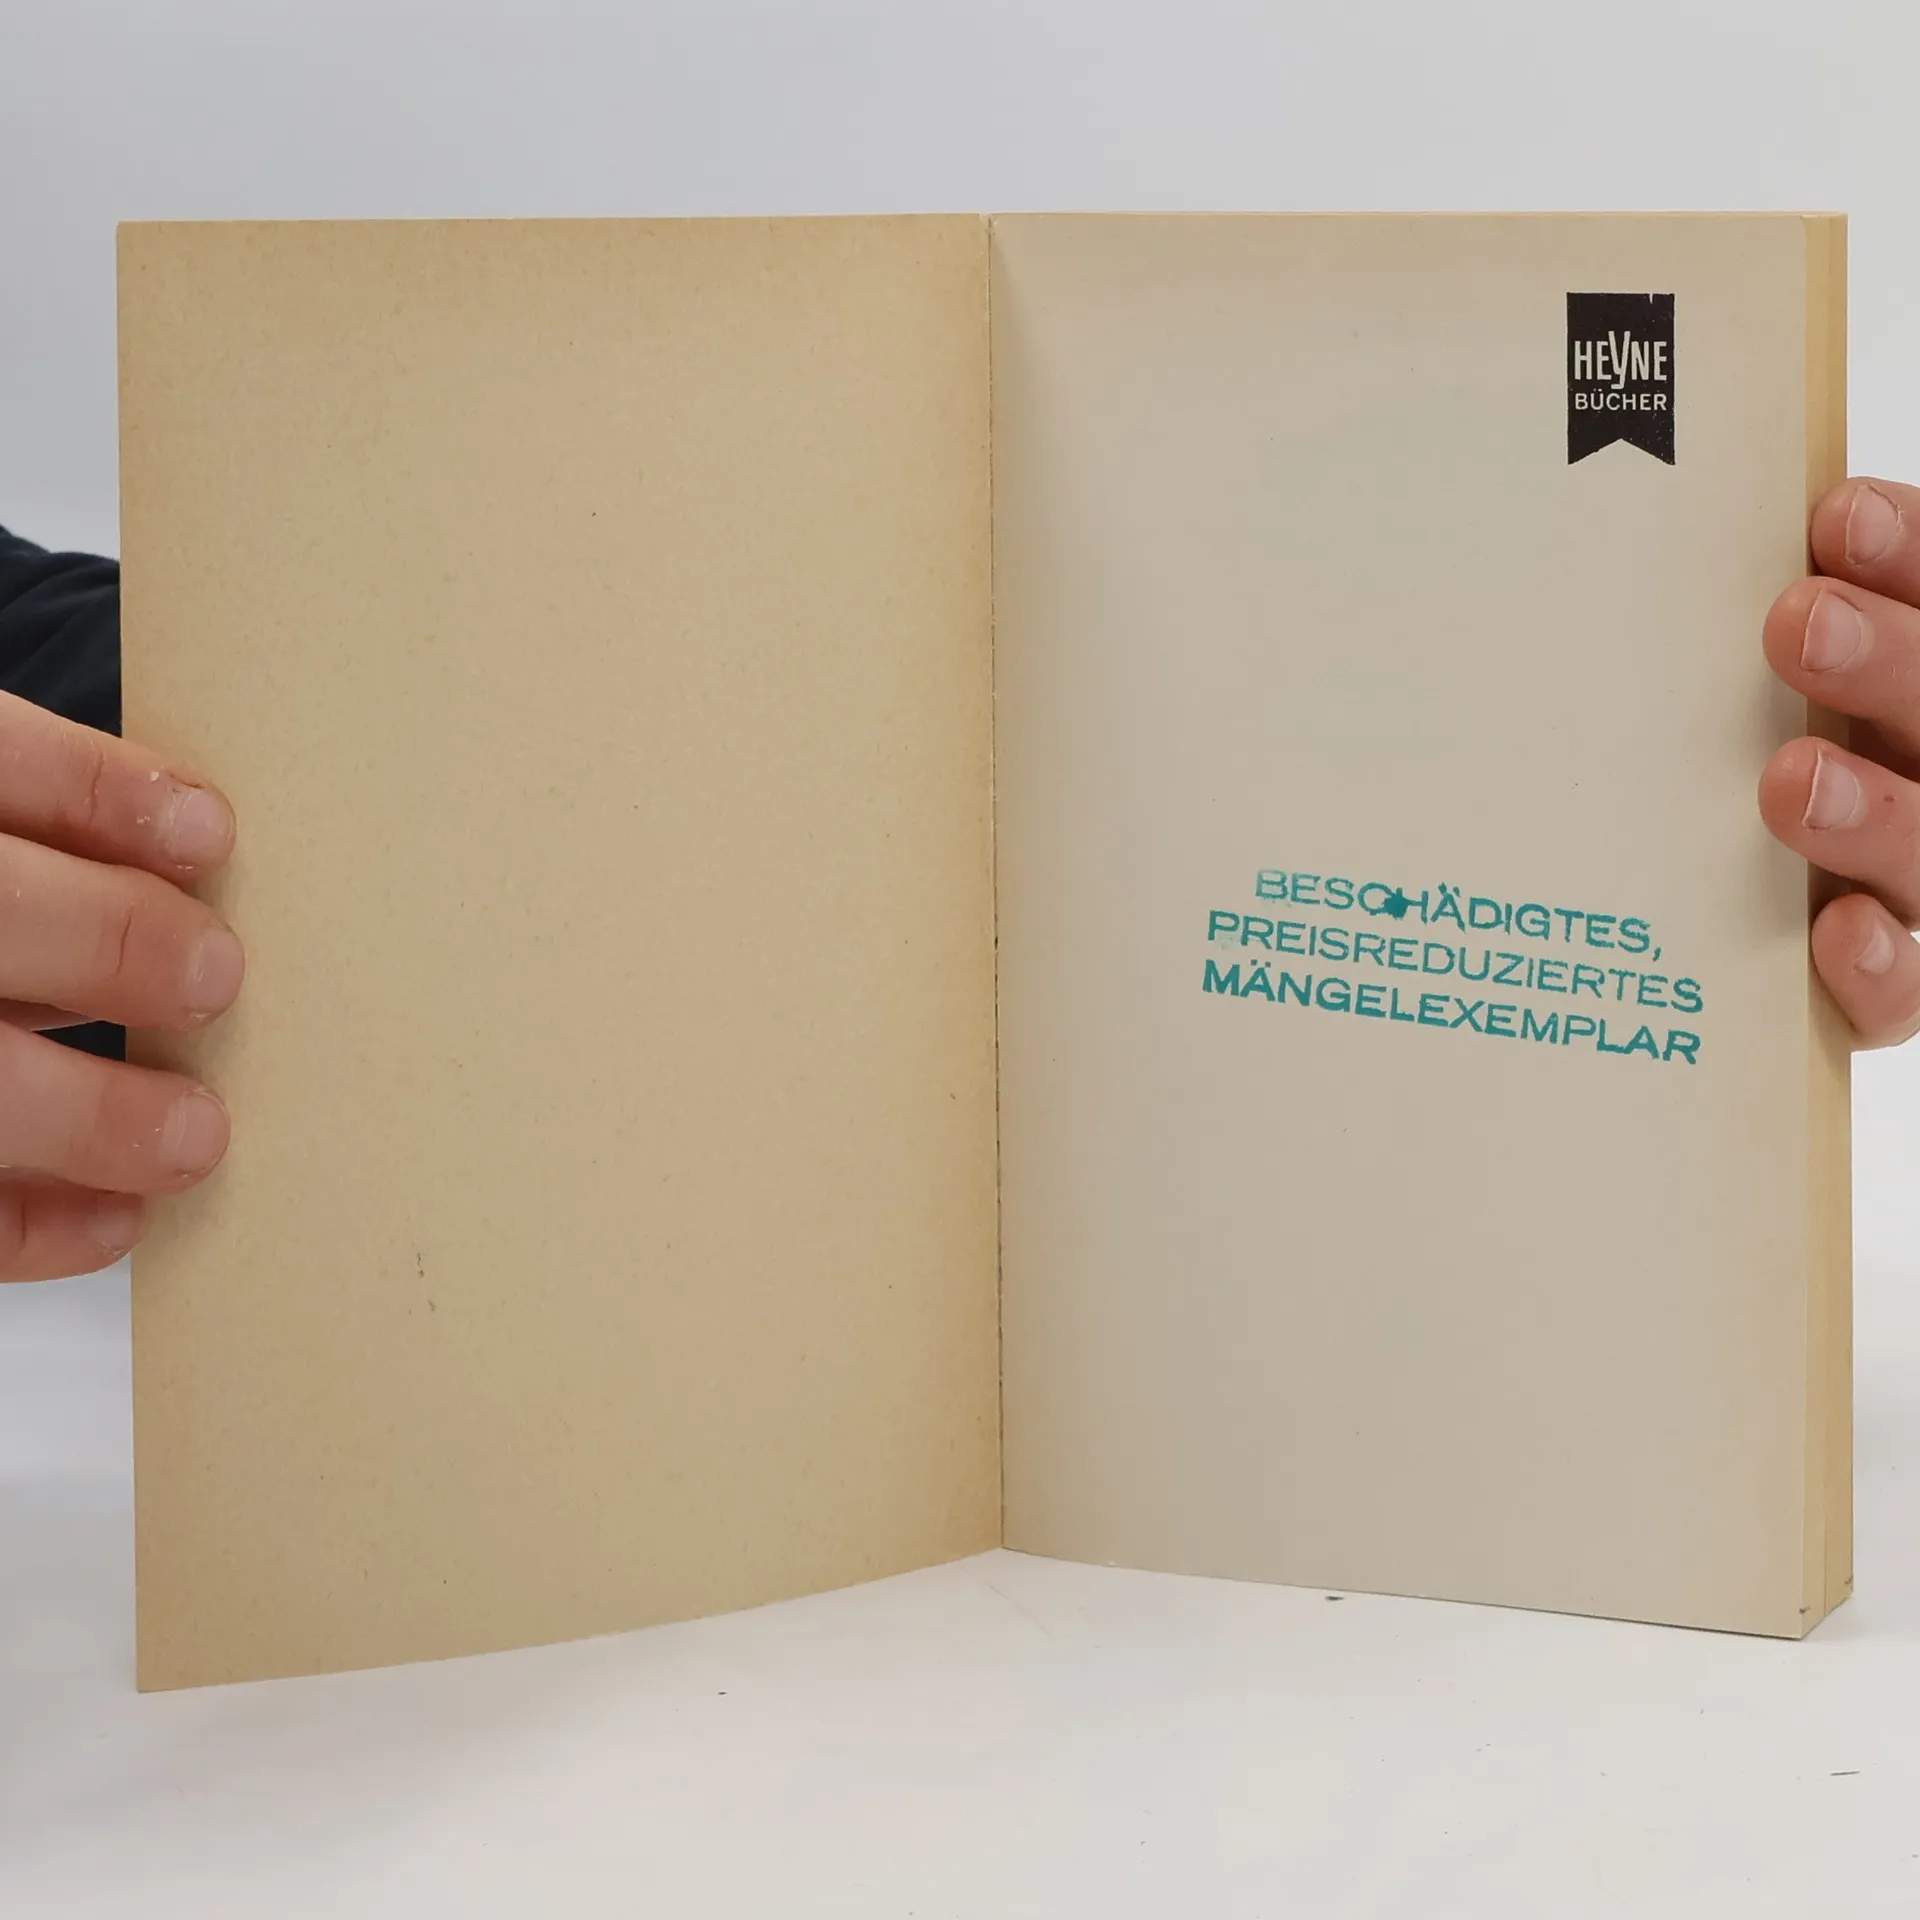 HEYNE
BÜCHER
BESCHÄDIGTES,
PREISREDUZIERTES
MÄNGELEXEMPLAR